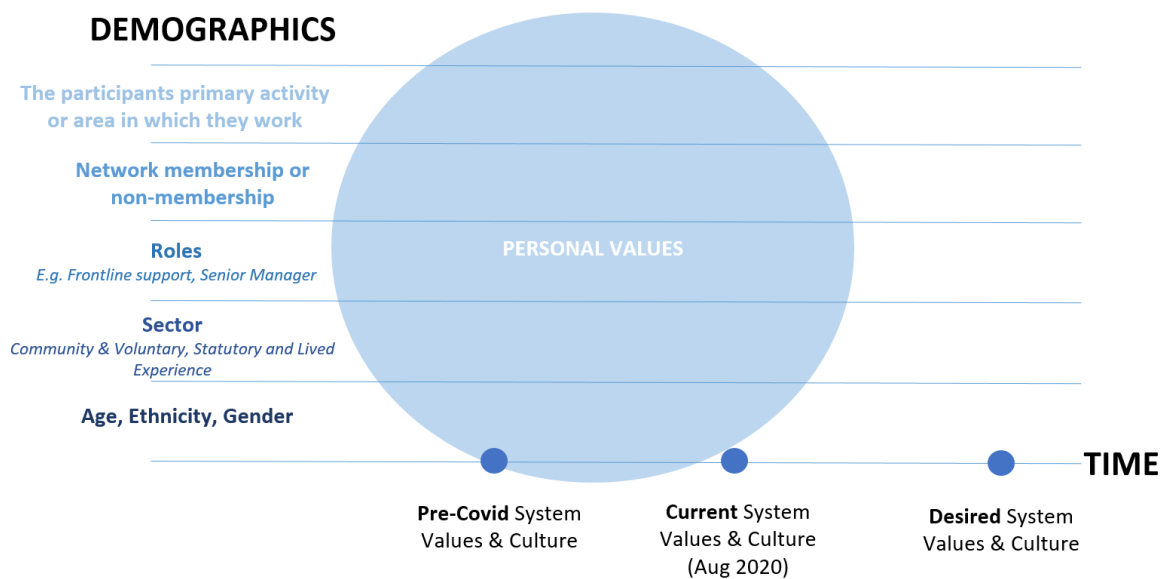 DEMOGRAPHICS
The participants primary activity
or area in which they work
Network membership or
non-membership
Roles
E.g. Frontline support, Senior Manager
PERSONAL VALUES
Sector
Community & Voluntary, Statutory and Lived
Experience
Age, Ethnicity, Gender
TIME
Pre-Covid System
Values & Culture
Current System
Values & Culture
(Aug 2020)
Desired System
Values & Culture